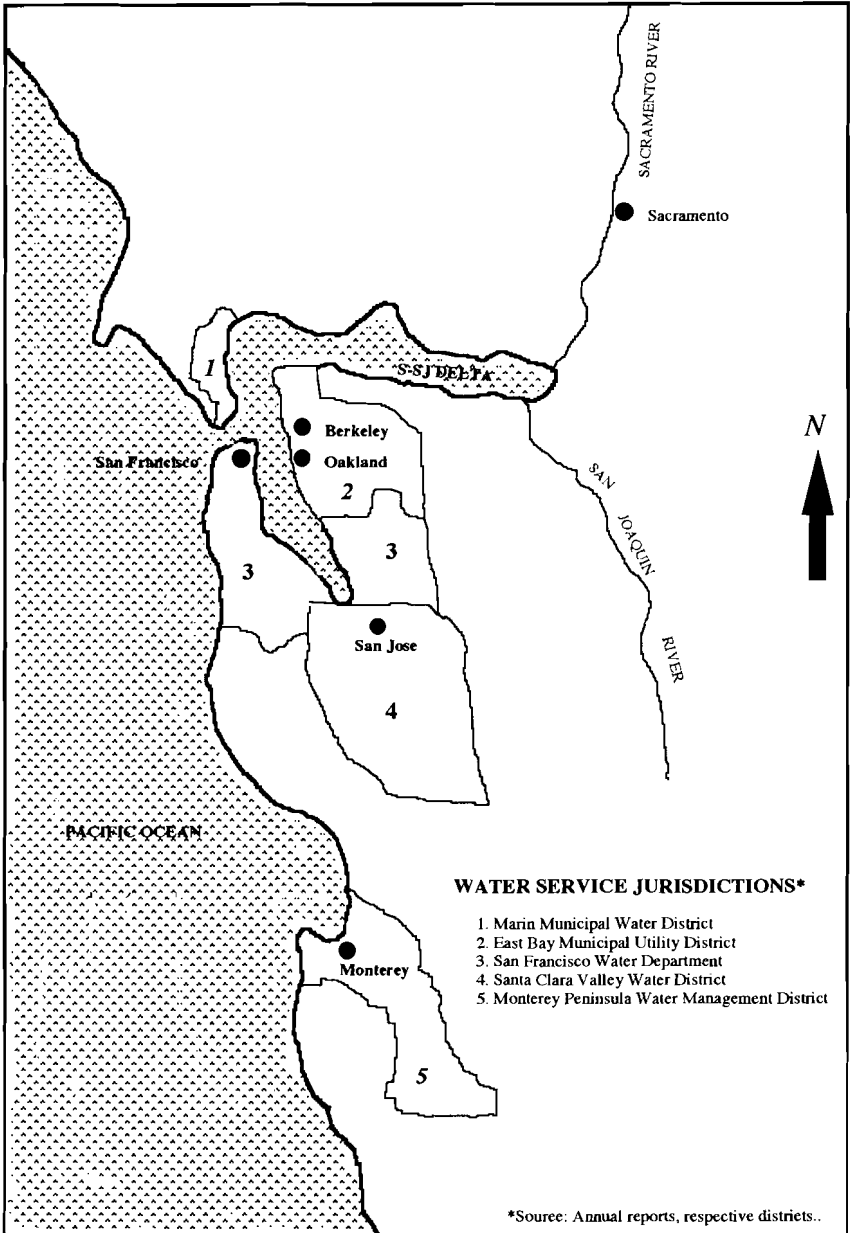 SACRAMENTO RIVER
Sacramento
1
S-SJ DELTA
Berkeley
San Francisco
Oakland
2
N
SAN
JOAQUIN
RIVER
3
3
San Jose
4
PACIFIC OCEAN
WATER SERVICE JURISDICTIONS*
1. Marin Municipal Water District
2. East Bay Municipal Utility District
3. San Francisco Water Department
4. Santa Clara Valley Water District
5. Monterey Peninsula Water Management District
Monterey
5
*Source: Annual reports, respective districts..